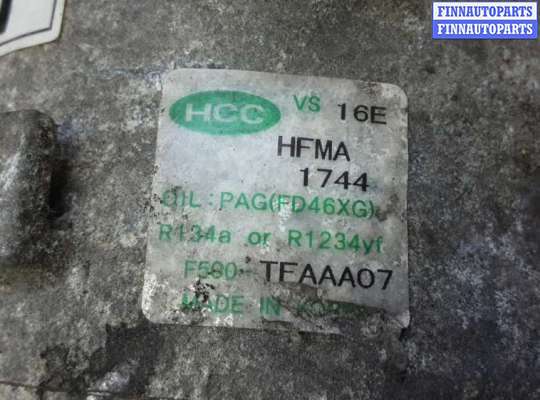 FINNAUTOPARTS
FINNAUTOPARTS
HCC VS 16E
HFMA
1744
OIL : PAG(FD46XG)
R134a or R1234yf
F500- TFAAA07
MADE IN KOREA